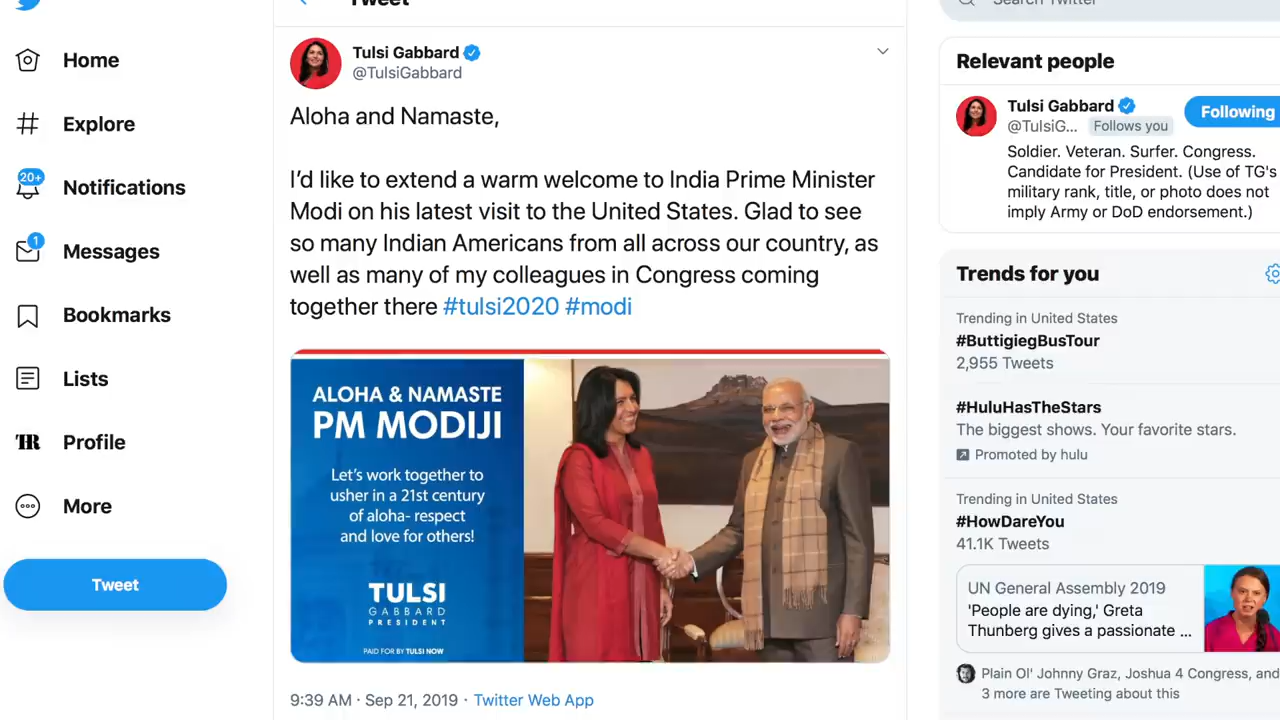 Tweet
Search Twitter
Home
Explore
20+
Notifications
1
Messages
Bookmarks
Lists
TR
Profile
More
Tweet
Tulsi Gabbard
@TulsiGabbard
Aloha and Namaste,
I’d like to extend a warm welcome to India Prime Minister
Modi on his latest visit to the United States. Glad to see
so many Indian Americans from all across our country, as
well as many of my colleagues in Congress coming
together there #tulsi2020 #modi
ALOHA & NAMASTE
PM MODIJI
Let’s work together to
usher in a 21st century
of aloha- respect
and love for others!
TULSI
GABBARD
PRESIDENT
PAID FOR BY TULSI NOW
9:39 AM · Sep 21, 2019 · Twitter Web App
Relevant people
Tulsi Gabbard
Following
@TulsiG... Follows you
Soldier. Veteran. Surfer. Congress.
Candidate for President. (Use of TG's
military rank, title, or photo does not
imply Army or DoD endorsement.)
Trends for you
Trending in United States
#ButtigiegBusTour
2,955 Tweets
#HuluHasTheStars
The biggest shows. Your favorite stars.
Promoted by hulu
Trending in United States
#HowDareYou
41.1K Tweets
UN General Assembly 2019
'People are dying,' Greta
Thunberg gives a passionate ...
Plain Ol' Johnny Graz, Joshua 4 Congress, and
3 more are Tweeting about this